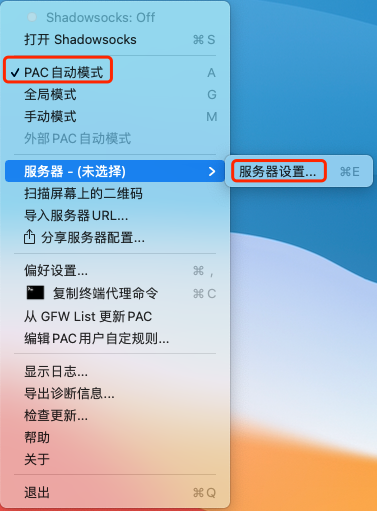 Shadowsocks: Off
打开 Shadowsocks ⌘ S
✓ PAC 自动模式 A
全局模式 G
手动模式 M
外部 PAC 自动模式
服务器 - (未选择) >
服务器设置... ⌘E
扫描屏幕上的二维码
导入服务器 URL...
分享服务器配置...
偏好设置... ⌘ ,
复制终端代理命令 ⌘ C
从 GFW List 更新 PAC
编辑 PAC 用户自定规则...
显示日志...
导出诊断信息...
检查更新...
帮助
关于
退出 ⌘Q